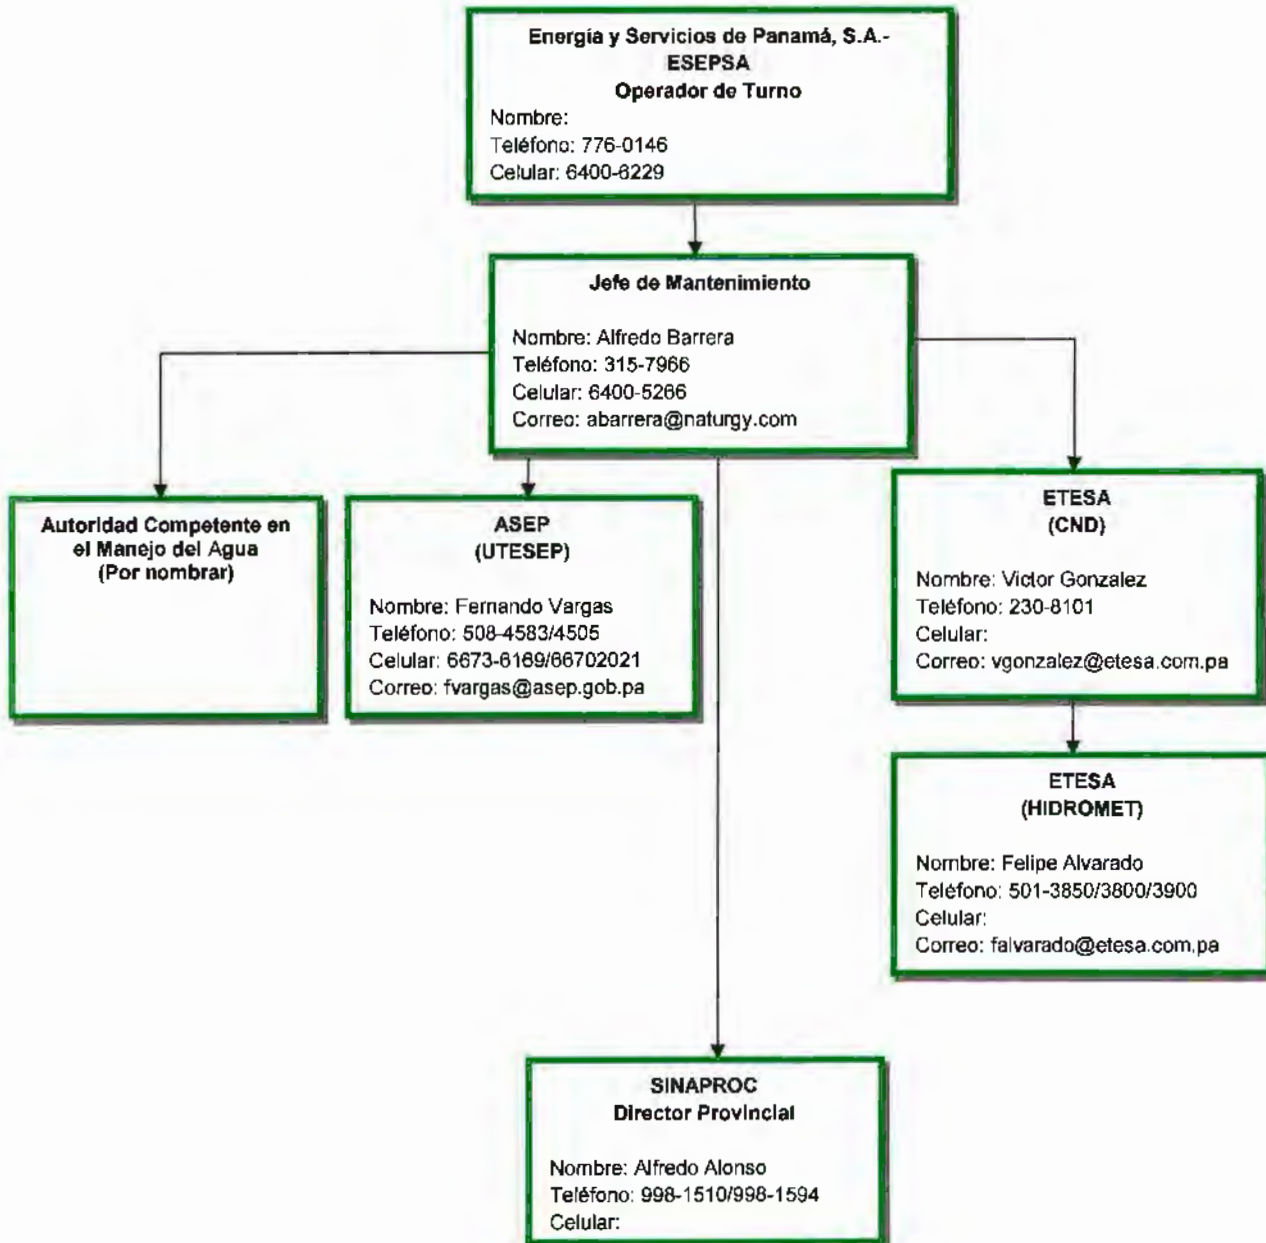 Energía y Servicios de Panamá, S.A.-
ESEPSA
Operador de Turno
Nombre:
Teléfono: 776-0146
Celular: 6400-6229
Jefe de Mantenimiento
Nombre: Alfredo Barrera
Teléfono: 315-7966
Celular: 6400-5266
Correo: abarrera@naturgy.com
Autoridad Competente en
el Manejo del Agua
(Por nombrar)
ASEP
(UTESEP)
Nombre: Fernando Vargas
Teléfono: 508-4583/4505
Celular: 6673-6169/66702021
Correo: fvargas@asep.gob.pa
ETESA
(CND)
Nombre: Victor Gonzalez
Teléfono: 230-8101
Celular:
Correo: vgonzalez@etesa.com.pa
ETESA
(HIDROMET)
Nombre: Felipe Alvarado
Teléfono: 501-3850/3800/3900
Celular:
Correo: falvarado@etesa.com.pa
SINAPROC
Director Provincial
Nombre: Alfredo Alonso
Teléfono: 998-1510/998-1594
Celular: